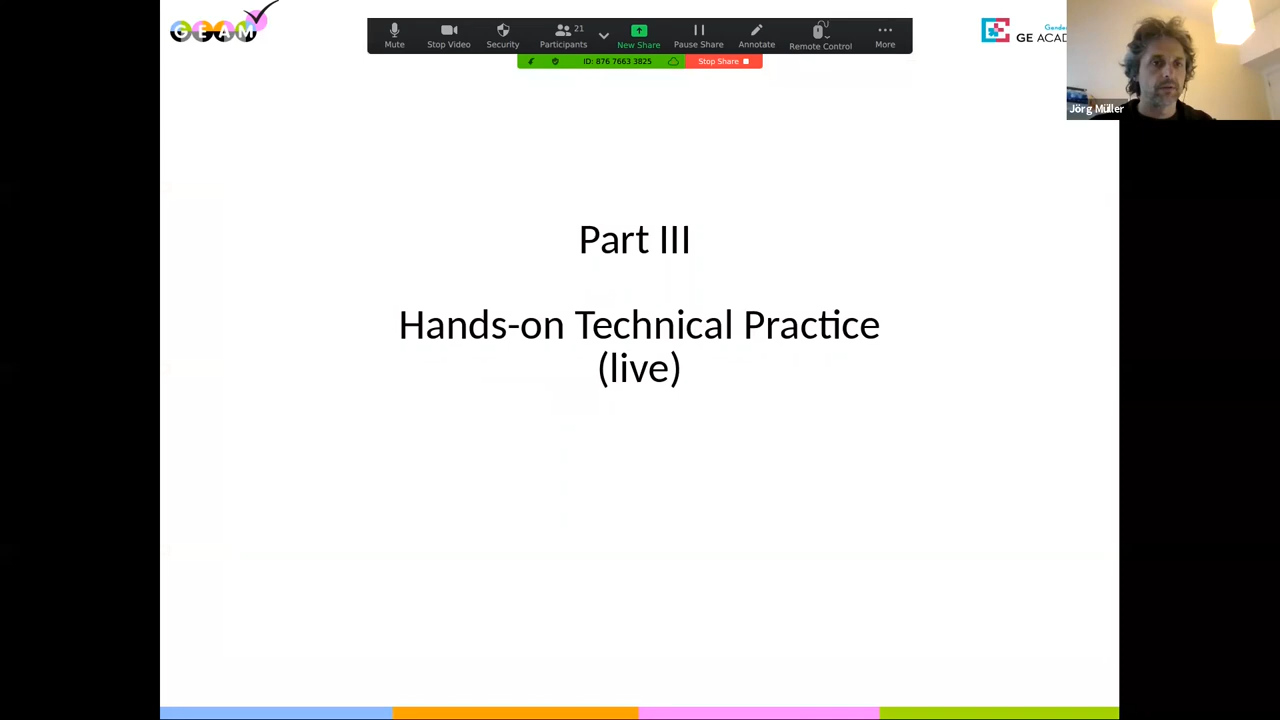 GEAM
Mute
Stop Video
Security
Participants
21
New Share
Pause Share
Annotate
Remote Control
More
ID: 876 7663 3825
Stop Share
GE ACAD
Jörg Müller
Part III
Hands-on Technical Practice
(live)